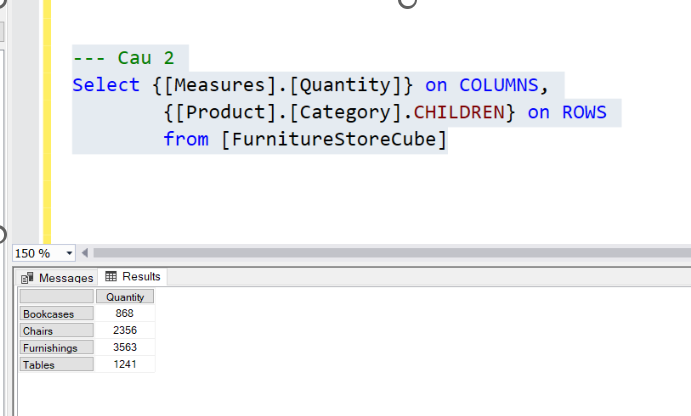 --- Cau 2
Select {[Measures].[Quantity]} on COLUMNS,
{[Product].[Category].CHILDREN} on ROWS
from [FurnitureStoreCube]
150 %
Messages Results
Quantity
Bookcases 868
Chairs 2356
Furnishings 3563
Tables 1241